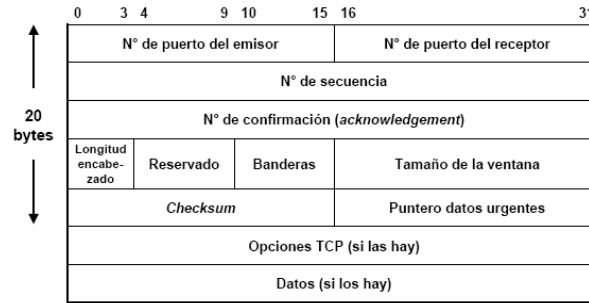 0 3 4 9 10 15 16 31
N° de puerto del emisor N° de puerto del receptor
N° de secuencia
N° de confirmación (acknowledgement)
20
bytes
Longitud
encabe-
zado
Reservado Banderas Tamaño de la ventana
Checksum Puntero datos urgentes
Opciones TCP (si las hay)
Datos (si los hay)